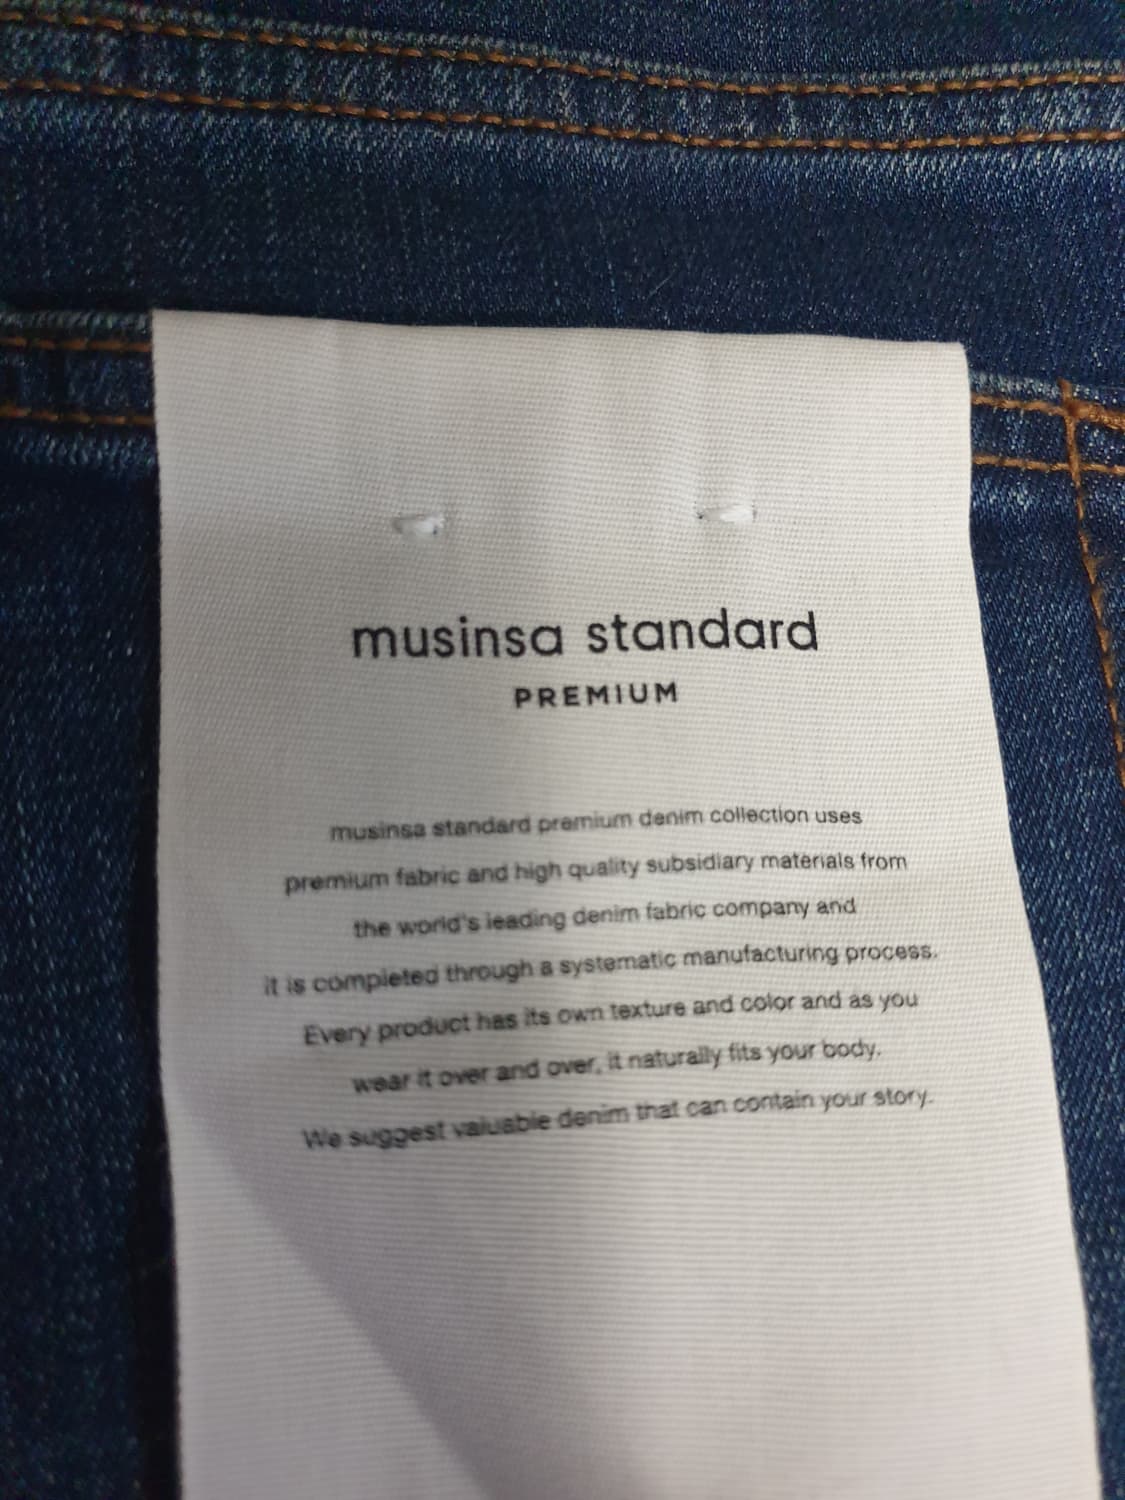 musinsa standard
PREMIUM
musinsa standard premium denim collection uses
premium fabric and high quality subsidiary materials from
the world's leading denim fabric company and
it is completed through a systematic manufacturing process.
Every product has its own texture and color and as you
wear it over and over, it naturally fits your body.
We suggest valuable denim that can contain your story.